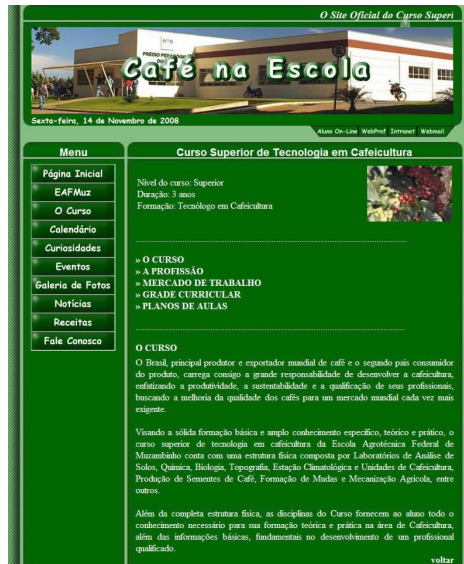 O Site Oficial do Curso Superi
PRÉDIO PEDAGÓGICO
Café na Escola
Sexta-feira, 14 de Novembro de 2008
Aluno On-Line WebProf Intranet Webmail
Menu
Página Inicial
EAFMuz
O Curso
Calendário
Curiosidades
Eventos
Galeria de Fotos
Notícias
Receitas
Fale Conosco
Curso Superior de Tecnologia em Cafeicultura
Nível do curso: Superior
Duração: 3 anos
Formação: Tecnólogo em Cafeicultura
» O CURSO
» A PROFISSÃO
» MERCADO DE TRABALHO
» GRADE CURRICULAR
» PLANOS DE AULAS
O CURSO
O Brasil, principal produtor e exportador mundial de café e o segundo pais consumidor
do produto, carrega consigo a grande responsabilidade de desenvolver a cafeicultura,
enfatizando a produtividade, a sustentabilidade e a qualificação de seus profissionais,
buscando a melhoria da qualidade dos cafés para um mercado mundial cada vez mais
exigente.
Visando a sólida formação básica e amplo conhecimento específico, teórico e prático, o
curso superior de tecnologia em cafeicultura da Escola Agrotécnica Federal de
Muzambinho conta com uma estrutura física composta por Laboratórios de Análise de
Solos, Química, Biologia, Topografia, Estação Climatológica e Unidades de Cafeicultura,
Produção de Sementes de Café, Formação de Mudas e Mecanização Agrícola, entre
outros.
Além da completa estrutura física, as disciplinas do Curso fornecem ao aluno todo o
conhecimento necessário para sua formação teórica e prática na área de Cafeicultura,
além das informações básicas, fundamentais no desenvolvimento de um profissional
qualificado.
voltar